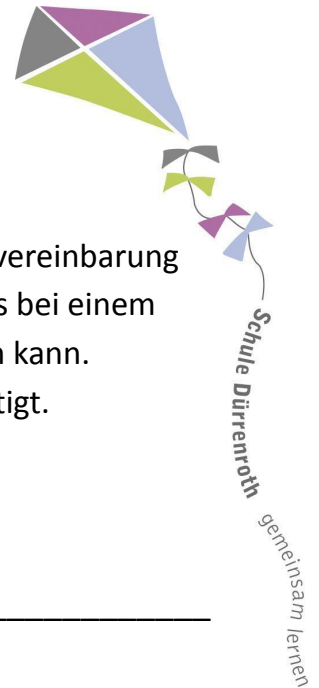 vereinbarung
s bei einem
n kann.
tigt.
Schule Dürrenroth gemeinsam lernen